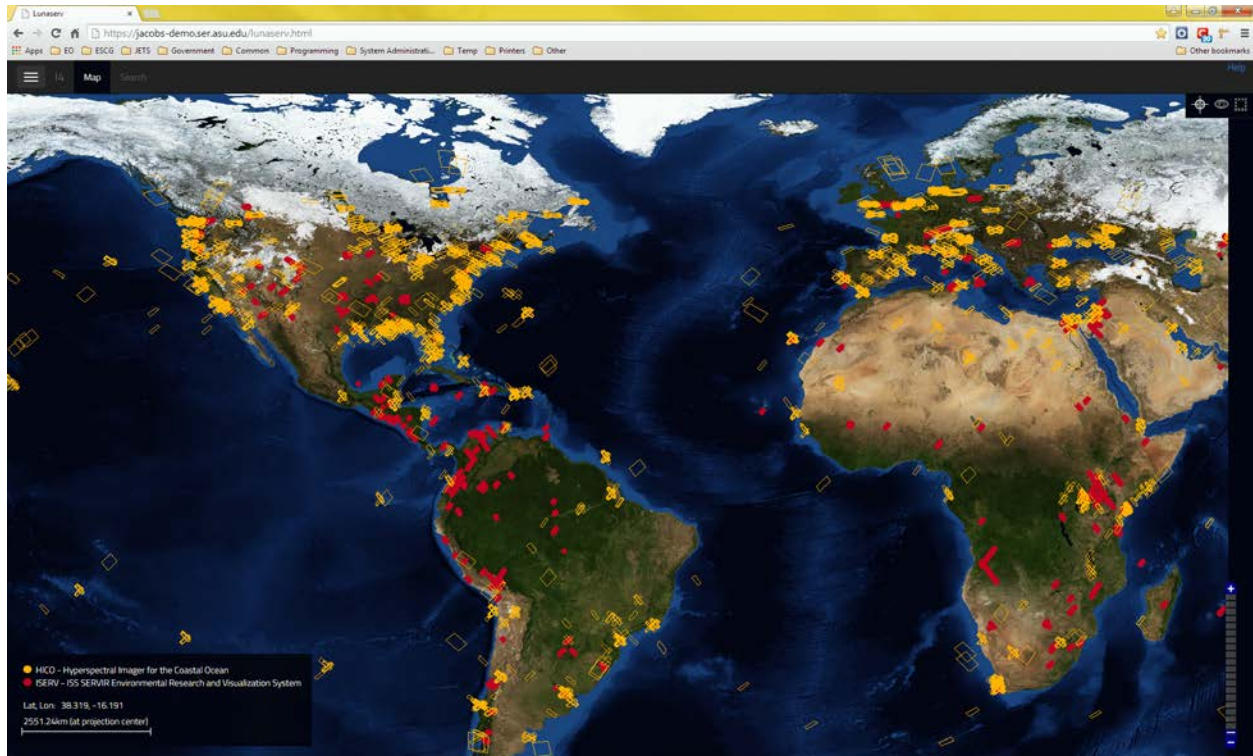 Lunaserv
https://jacobs-demo.ser.asu.edu/lunaserv.html
Apps EO ESCG JETS Government Common Programming System Administrati... Temp Printers Other Other bookmarks
Help
I4 Map Search
HICO - Hyperspectral Imager for the Coastal Ocean
ISERV - ISS SERVIR Environmental Research and Visualization System
Lat, Lon: 38.319, -16.191
2551.24km (at projection center)